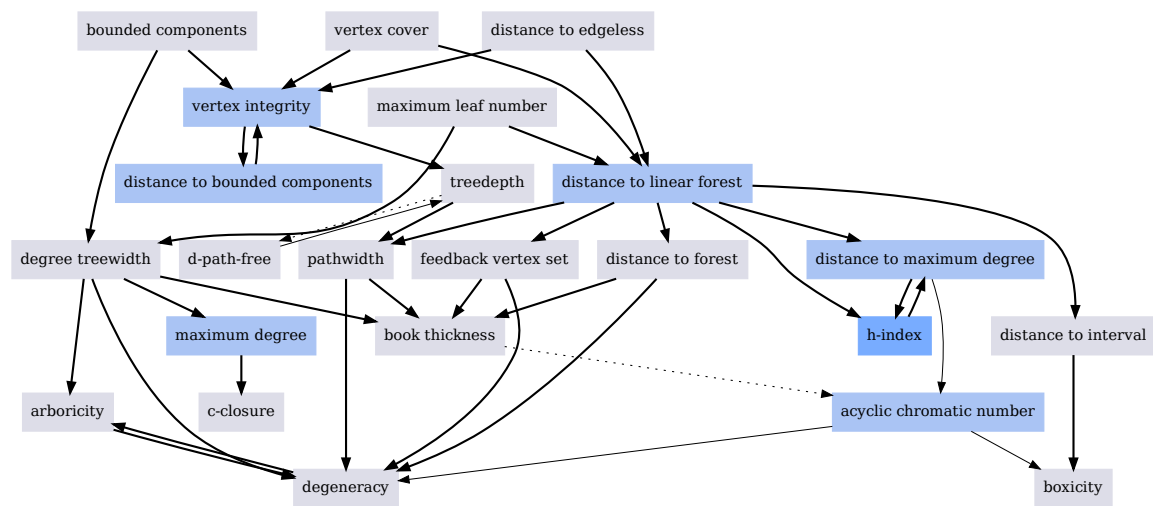 bounded components
vertex cover
distance to edgeless
vertex integrity
maximum leaf number
distance to bounded components
treedepth
distance to linear forest
degree treewidth
d-path-free
pathwidth
feedback vertex set
distance to forest
distance to maximum degree
maximum degree
book thickness
h-index
distance to interval
arboricity
c-closure
acyclic chromatic number
degeneracy
boxicity